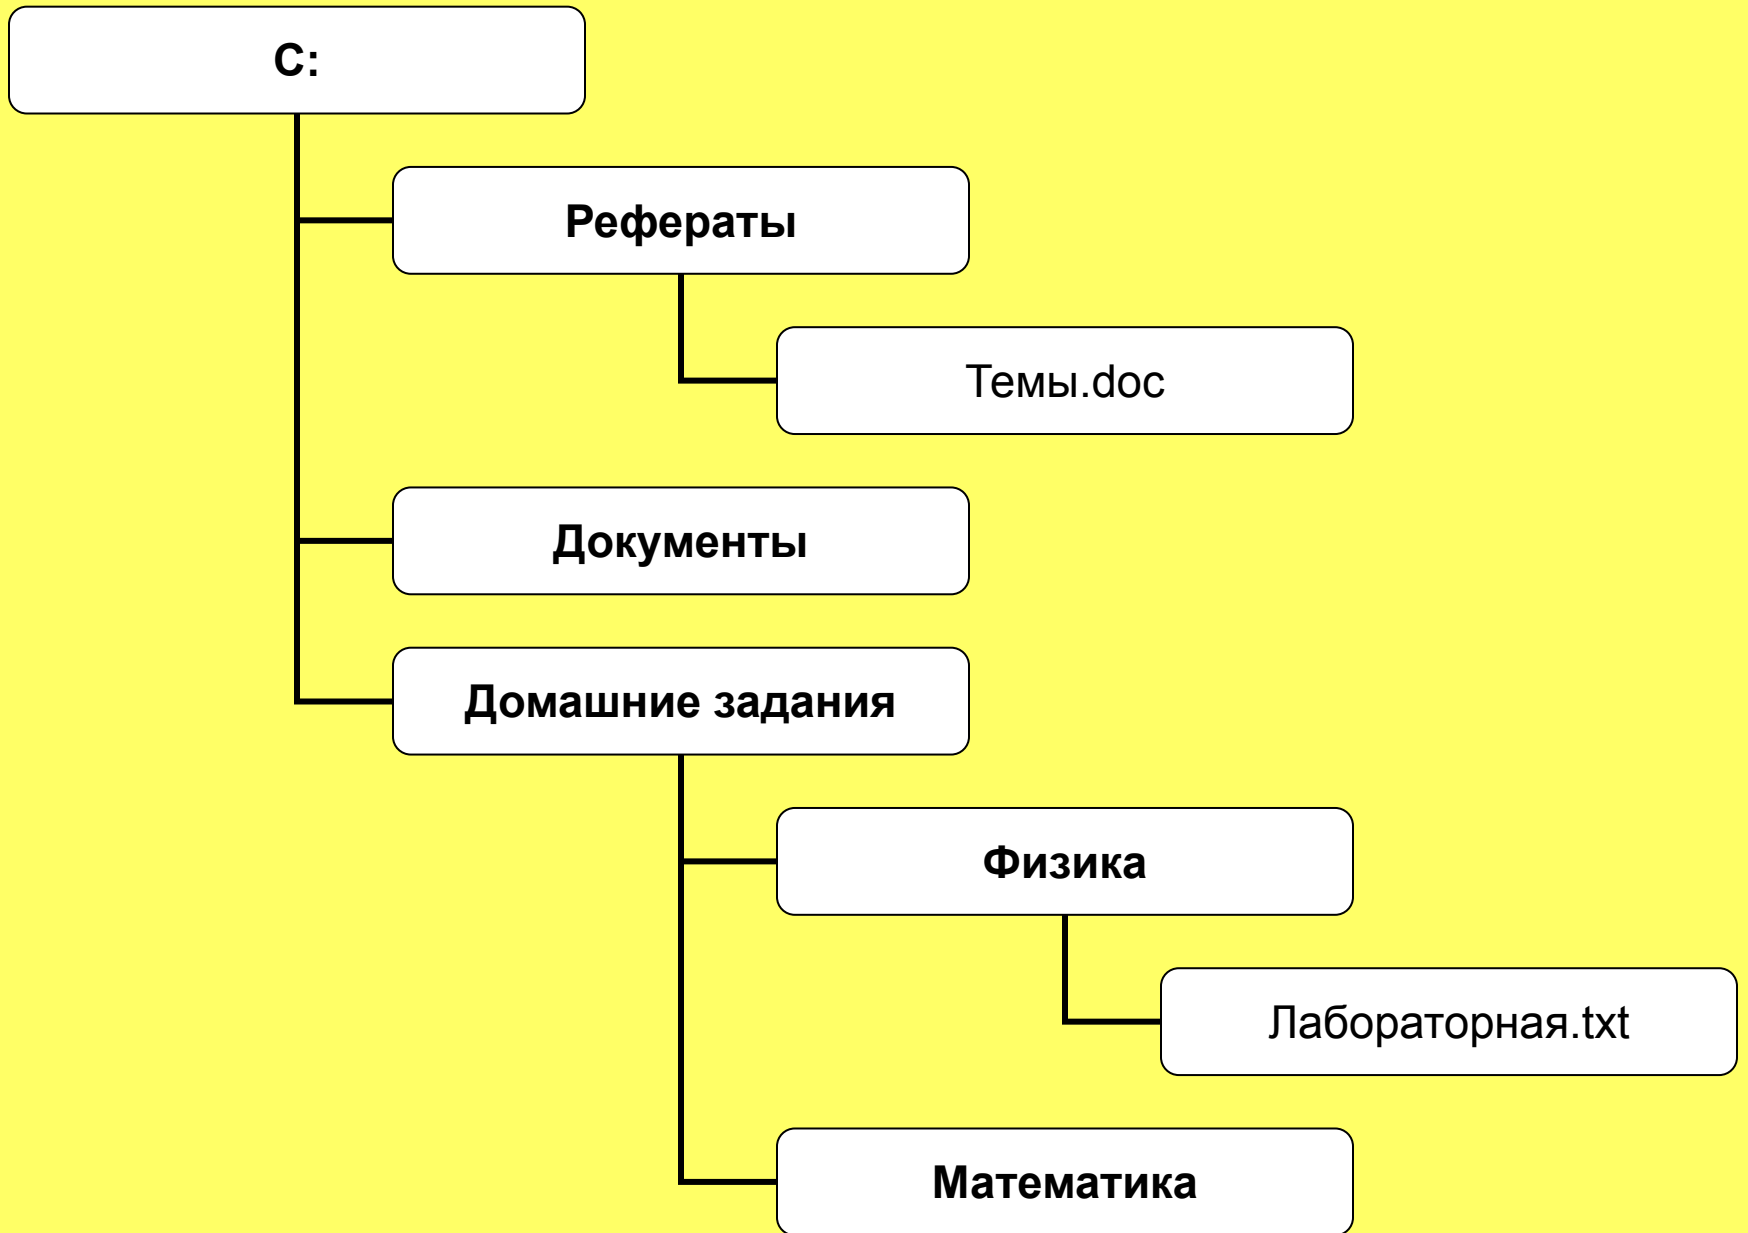 C:
Рефераты
Темы.doc
Документы
Домашние задания
Физика
Лабораторная.txt
Математика